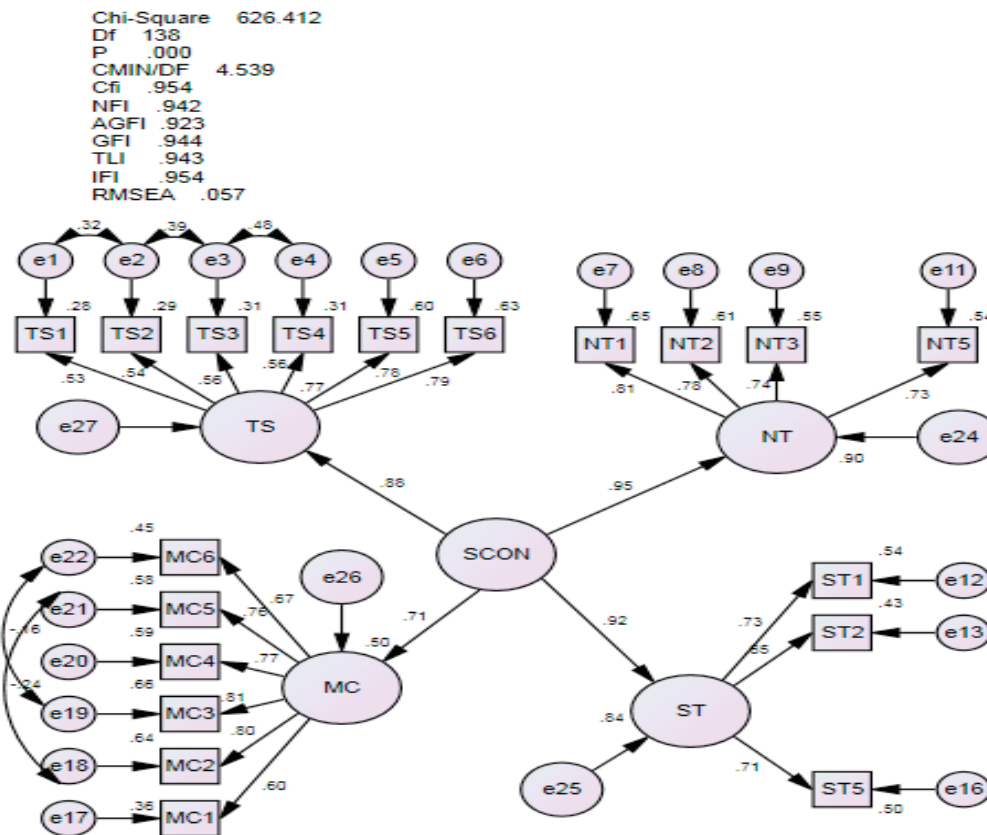 Chi-Square 626.412
Df 138
P .000
CMIN/DF 4.539
Cfi .954
NFI .942
AGFI .923
GFI .944
TLI .943
IFI .954
RMSEA .057
.32 .39 .48
e1 e2 e3 e4 e5 e6
e7 e8 e9 e11
.28 .29 .31 .31 .60 .63
.65 .61 .55 .54
TS1 TS2 TS3 TS4 TS5 TS6
NT1 NT2 NT3 NT5
.53 .54 .56 .56 .77 .78 .79
.81 .78 .74 .73
e27 TS
NT e24
.90
.88 .95
SCON
.45
e22 MC6
e26
.54
ST1 e12
.58
.67
.71
.92
.43
e21 MC5
.76
.73
ST2 e13
-.16
.59
.50
.55
e20 MC4
.77
.66
-.24
MC
ST
e19 MC3
.81
.84
.64
.80
e18 MC2
.71
.60
e25
ST5 e16
.36
.50
e17 MC1